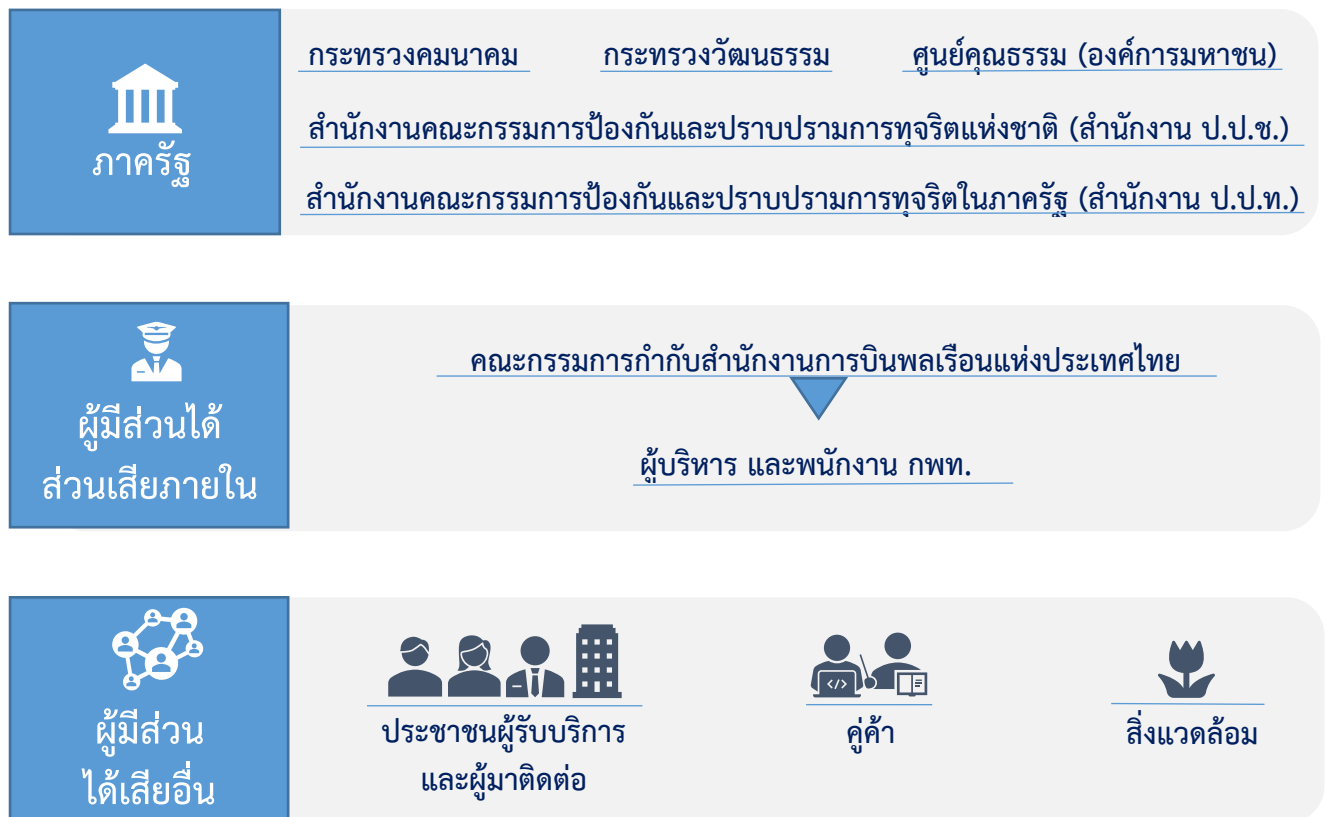 ภาครัฐ
กระทรวงคมนาคม กระทรวงวัฒนธรรม ศูนย์คุณธรรม (องค์การมหาชน)
สำนักงานคณะกรรมการป้องกันและปราบปรามการทุจริตแห่งชาติ (สำนักงาน ป.ป.ช.)
สำนักงานคณะกรรมการป้องกันและปราบปรามการทุจริตในภาครัฐ (สำนักงาน ป.ป.ท.)
ผู้มีส่วนได้
ส่วนเสียภายใน
คณะกรรมการกำกับสำนักงานการบินพลเรือนแห่งประเทศไทย
ผู้บริหาร และพนักงาน กพท.
ผู้มีส่วน
ได้เสียอื่น
ประชาชนผู้รับบริการ
และผู้มาติดต่อ
</>
คู่ค้า
สิ่งแวดล้อม